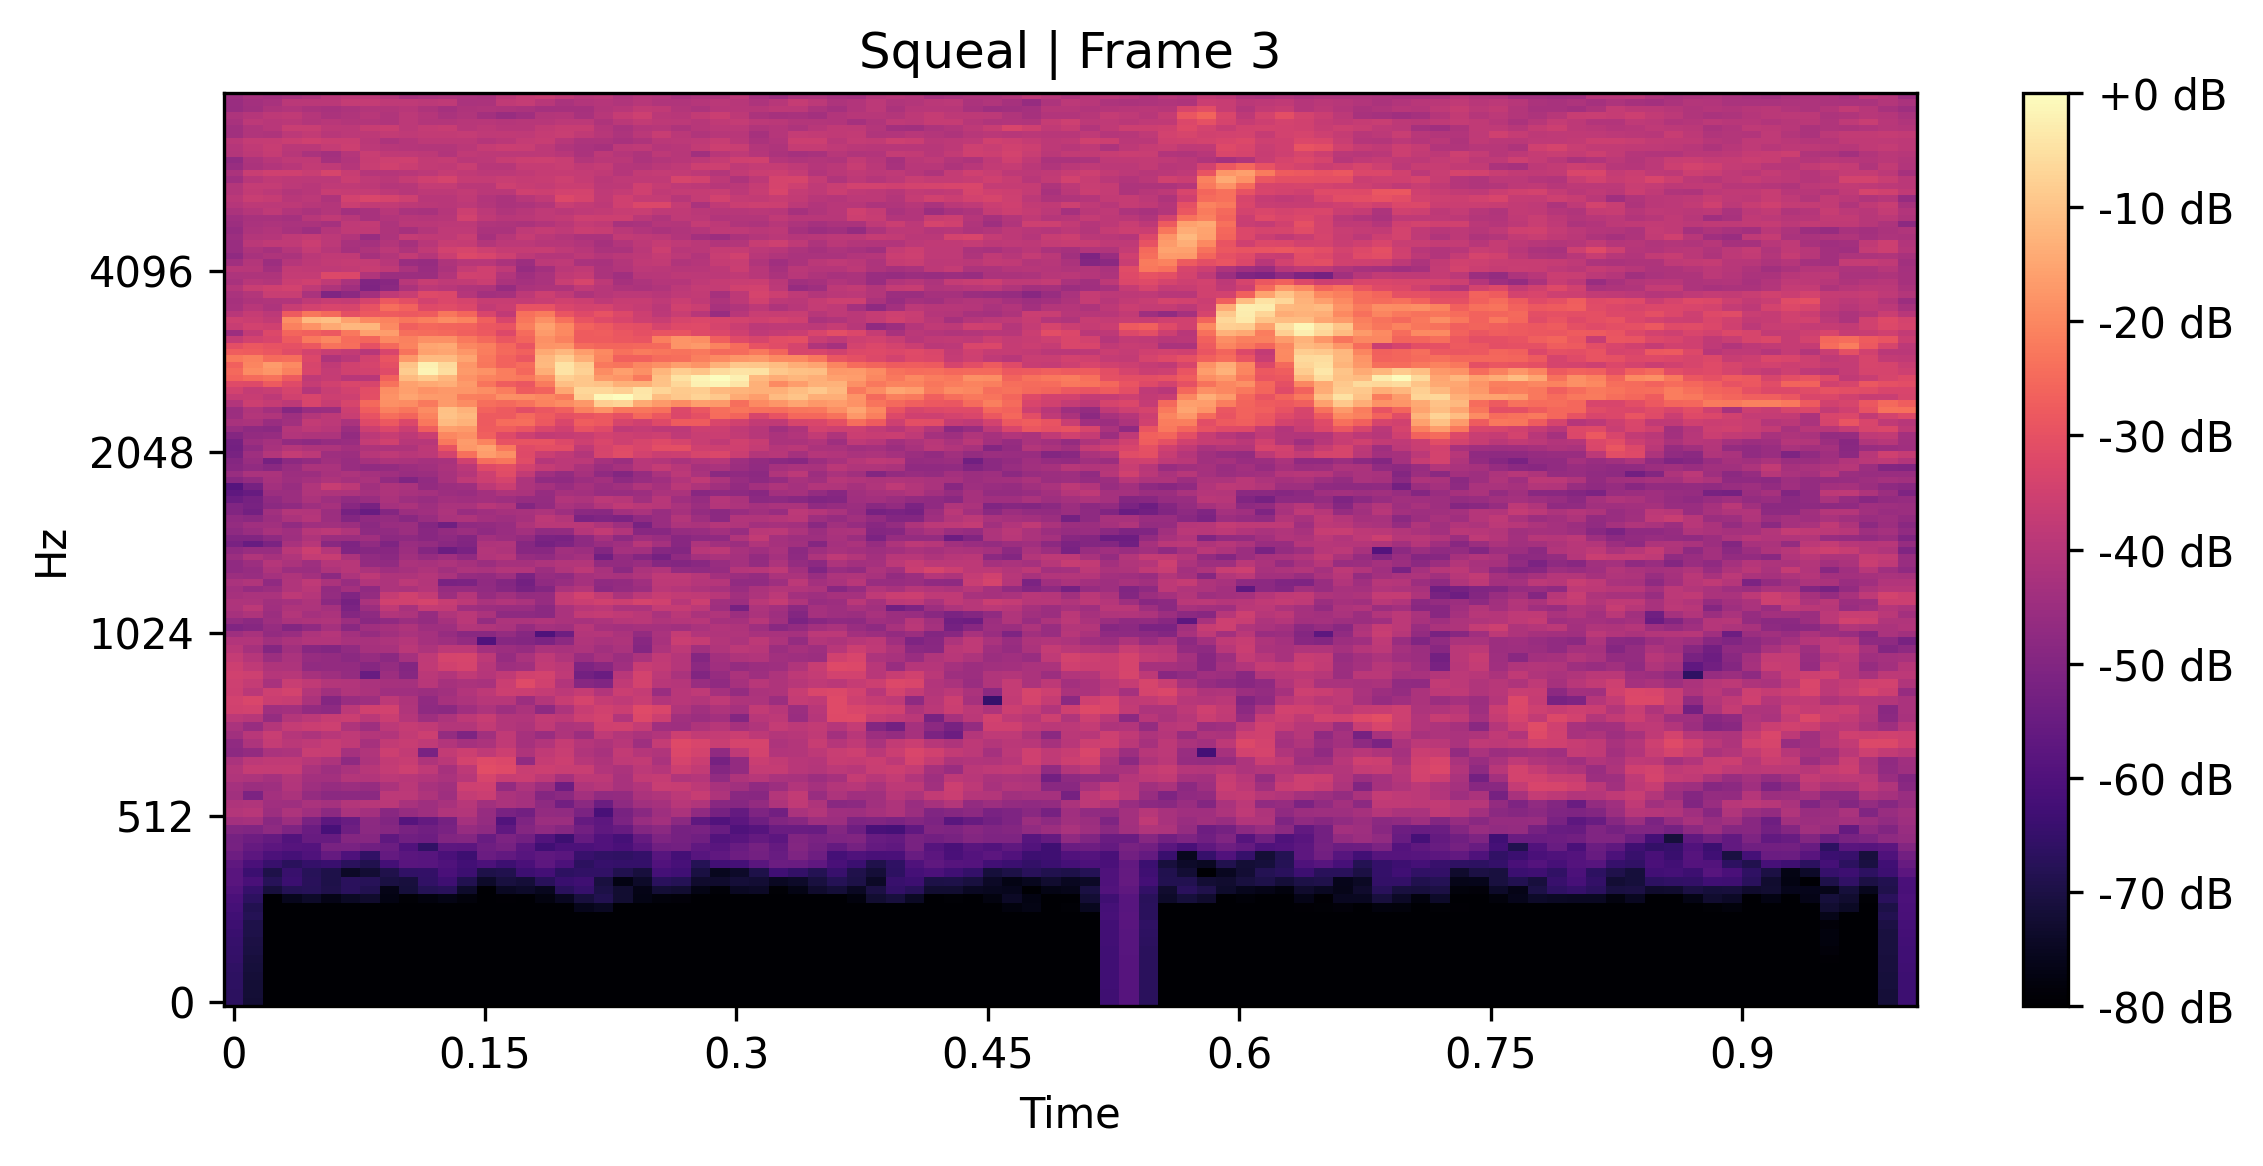 Squeal | Frame 3
Hz
4096
2048
1024
512
0
0 0.15 0.3 0.45 0.6 0.75 0.9
Time
+0 dB
-10 dB
-20 dB
-30 dB
-40 dB
-50 dB
-60 dB
-70 dB
-80 dB